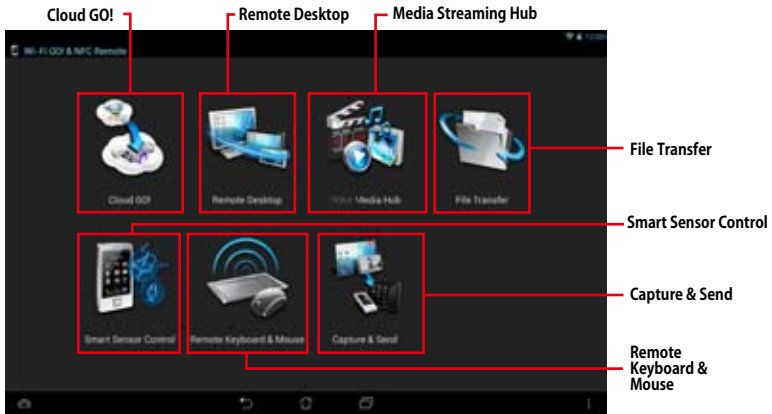 Cloud GO!
Remote Desktop
Media Streaming Hub
Wi-Fi GO! & NFC Remote
Cloud GO!
Remote Desktop
Media Hub
File Transfer
File Transfer
Smart Sensor Control
Smart Sensor Control
Remote Keyboard & Mouse
Capture & Send
Capture & Send
Remote
Keyboard &
Mouse